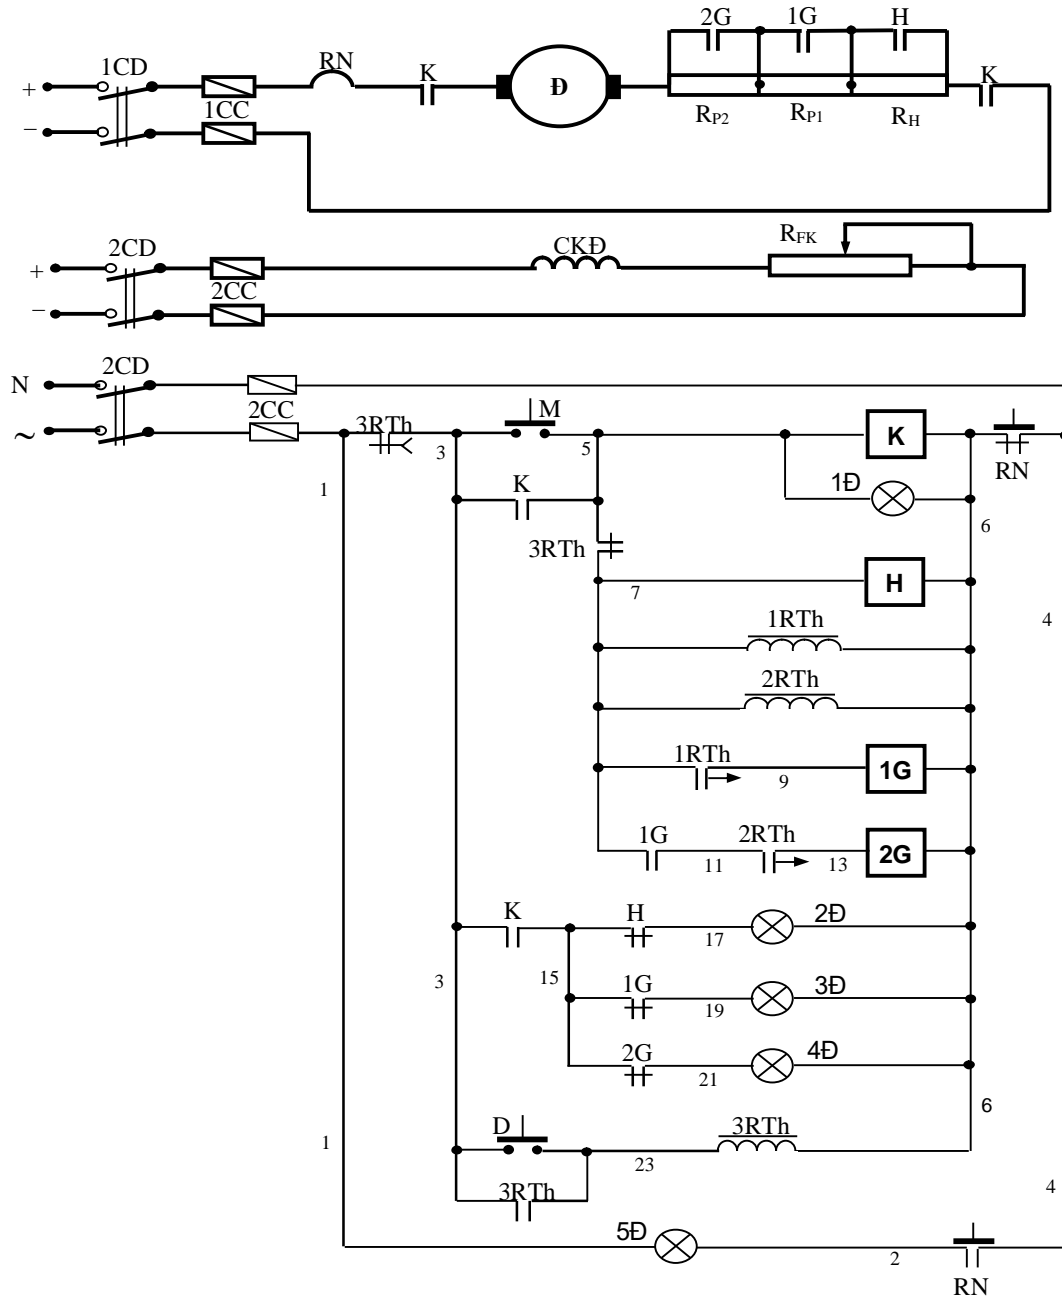 2G 1G H
1CD RN K Đ K
+
1CC
−
RP2 RP1 RH
2CD CKĐ RFK
+
2CC
−
2CD
N
2CC 3RTh M
~ 3 5 K
RN
1 K 1Đ
6
3RTh
7 H
1RTh 4
2RTh
1RTh
9 1G
1G 2RTh
11 13 2G
K H 2Đ
17
3 15 1G 3Đ
19
2G 4Đ
21
6
D 3RTh
1
23
3RTh 4
5Đ
2
RN